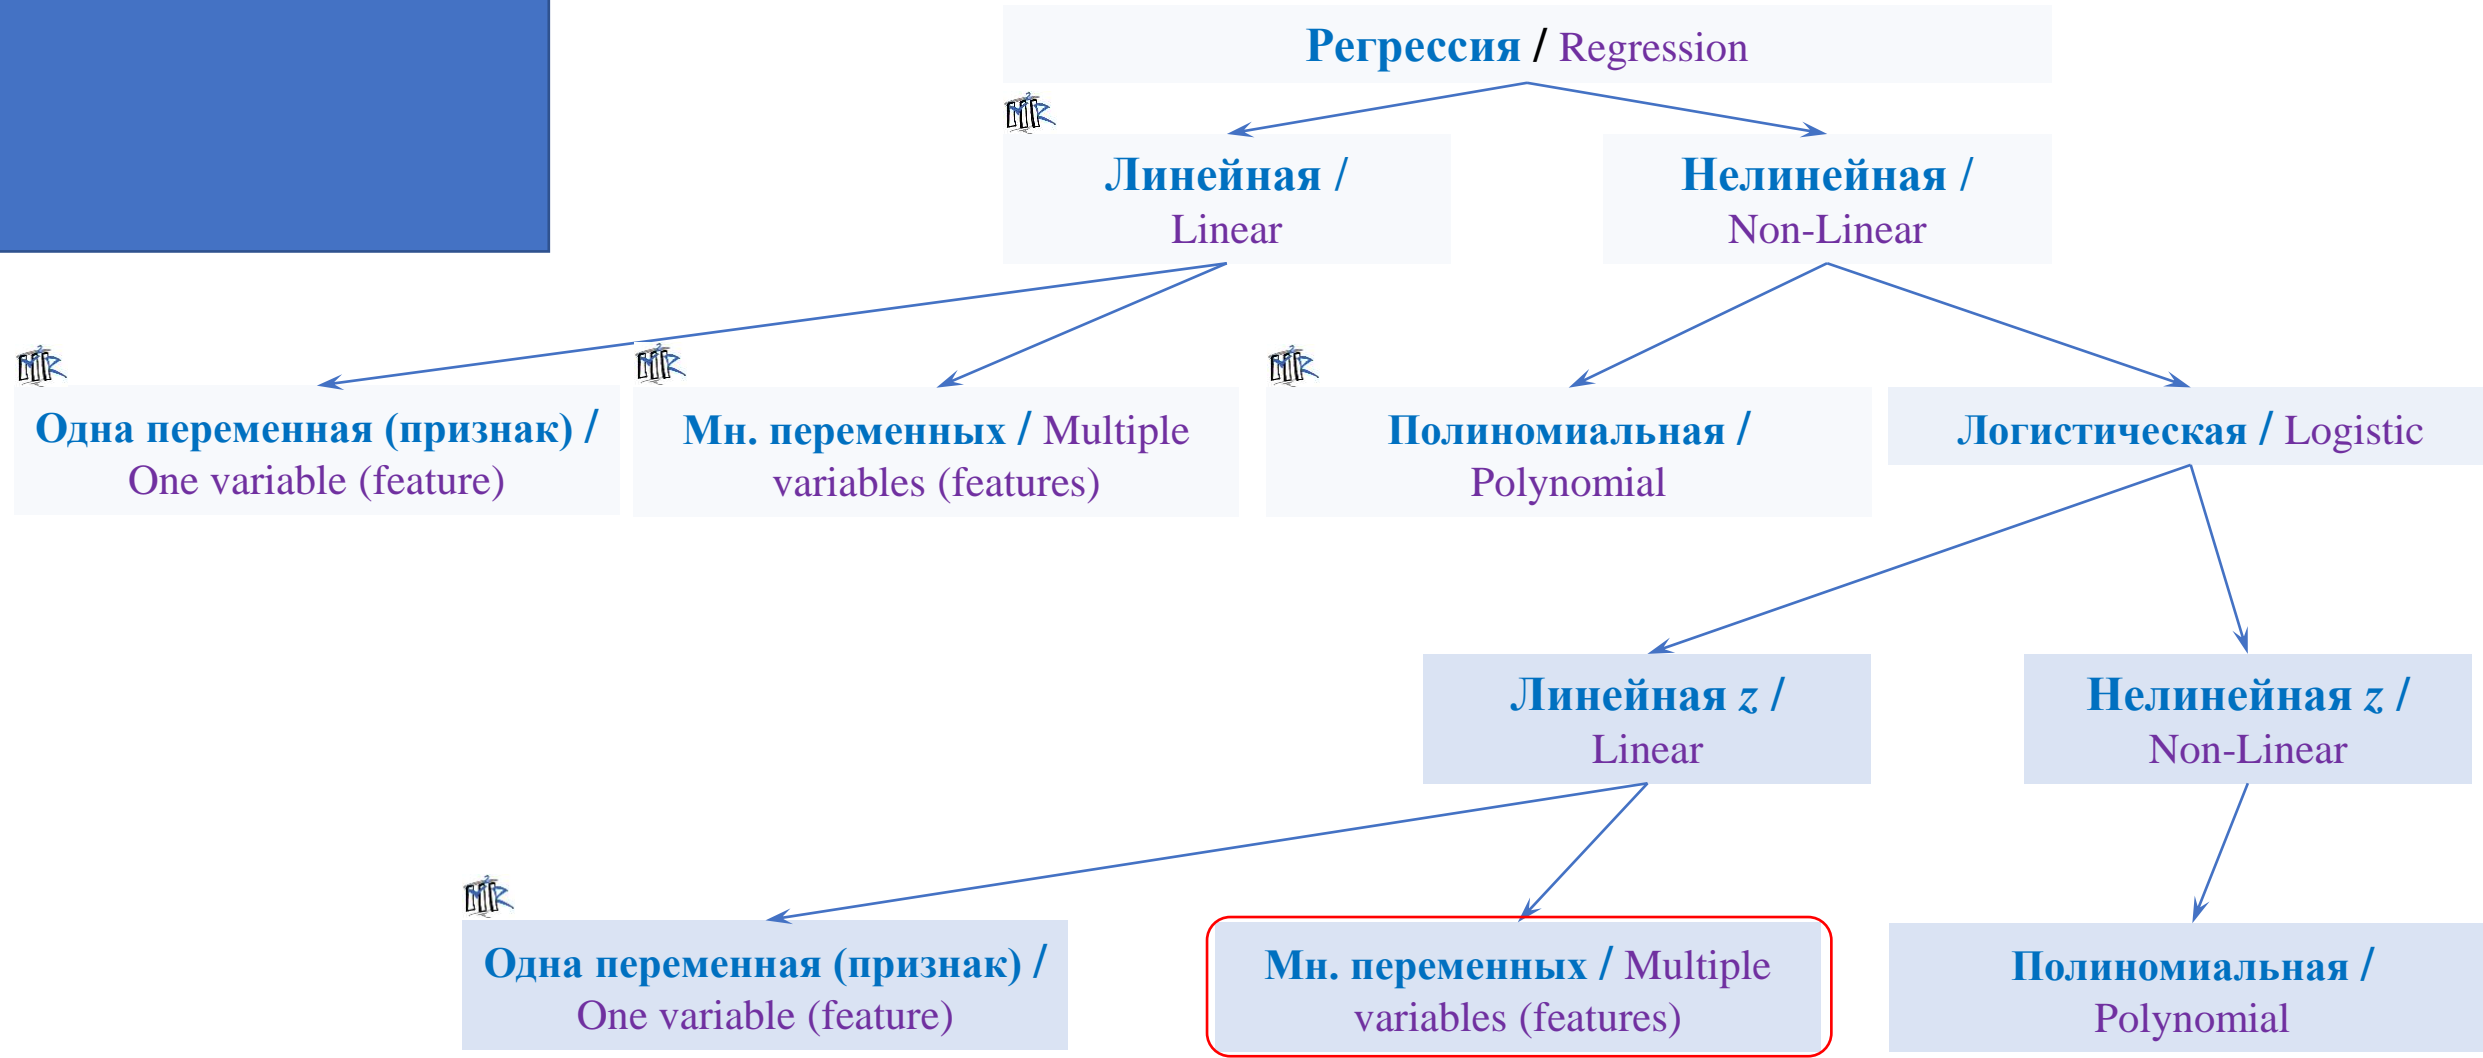 Регрессия / Regression
Линейная /
Linear
Нелинейная /
Non-Linear
Одна переменная (признак) /
One variable (feature)
Мн. переменных / Multiple
variables (features)
Полиномиальная /
Polynomial
Логистическая / Logistic
Линейная z /
Linear
Нелинейная z /
Non-Linear
Одна переменная (признак) /
One variable (feature)
Мн. переменных / Multiple
variables (features)
Полиномиальная /
Polynomial